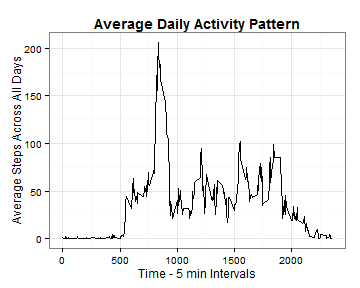 Average Daily Activity Pattern
Average Steps Across All Days
200
150
100
50
0
0 500 1000 1500 2000
Time - 5 min Intervals